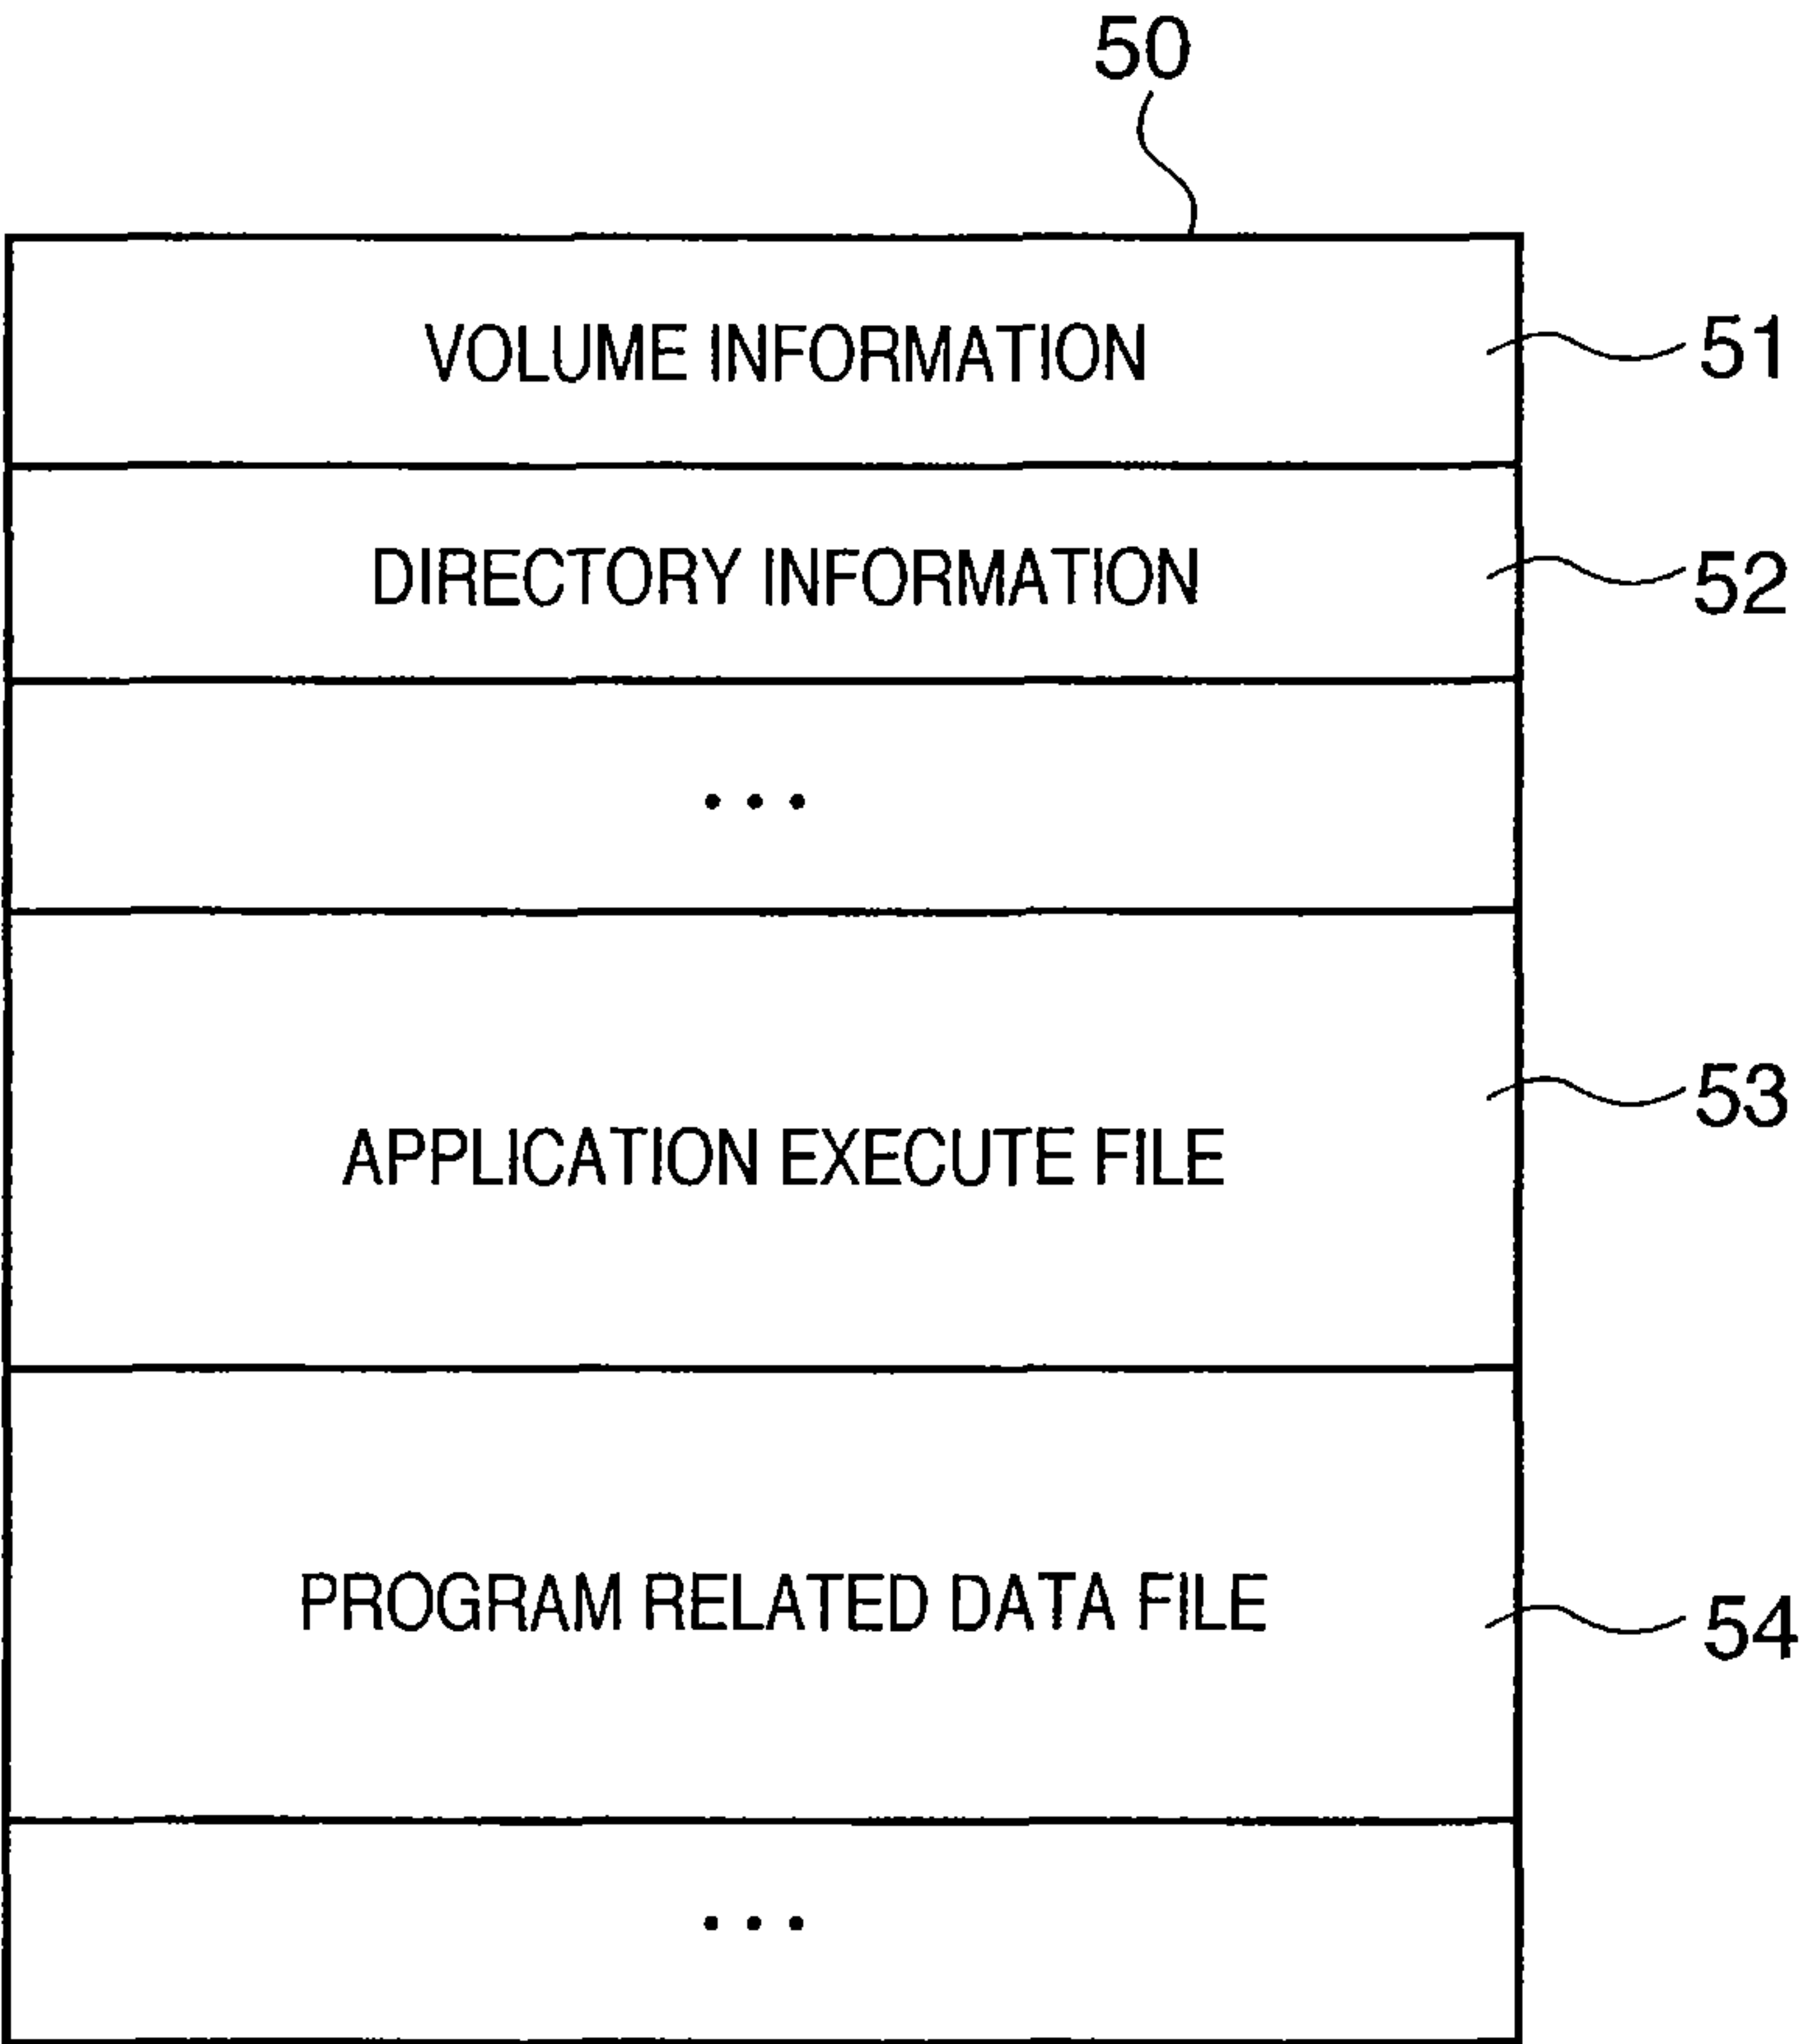 50
VOLUME INFORMATION 51
DIRECTORY INFORMATION 52
...
APPLICATION EXECUTE FILE 53
PROGRAM RELATED DATA FILE 54
...